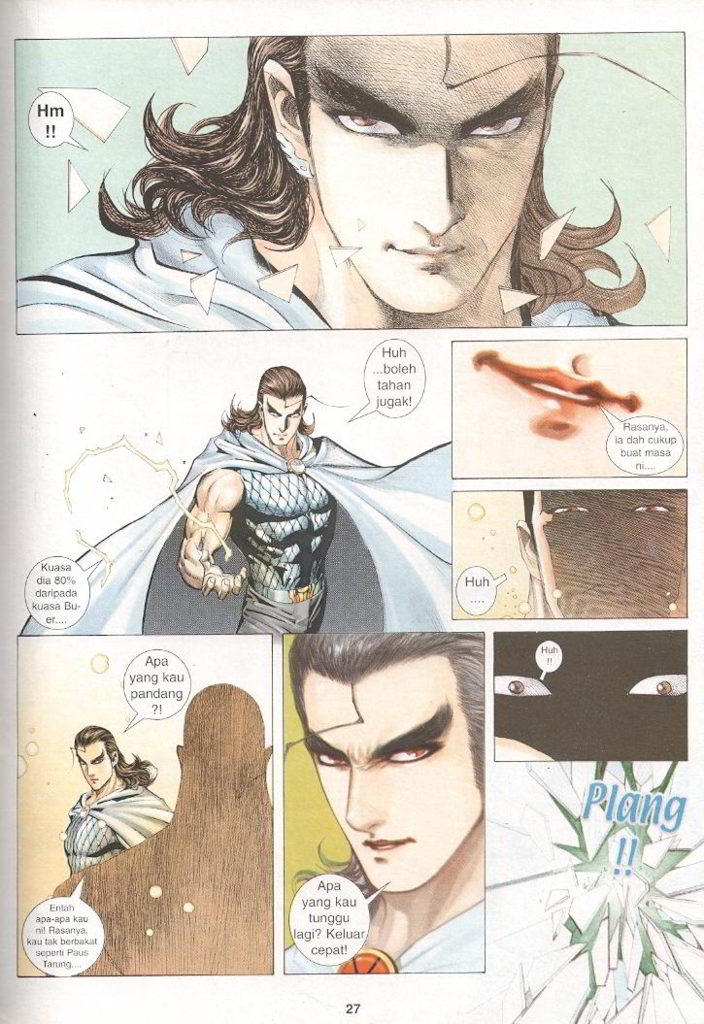 Hm
!!
Huh
...boleh
tahan
jugak!
Kuasa
dia 80%
daripada
kuasa Bu-
er....
Rasanya,
ia dah cukup
buat masa
ni....
Huh
....
Huh
!!
Apa
yang kau
pandang
?!
Entah
apa-apa kau
ni! Rasanya,
kau tak berbakat
seperti Paus
Tarung....
Apa
yang kau
tunggu
lagi? Keluar
cepat!
Plang
!!
27